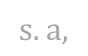 s. a,